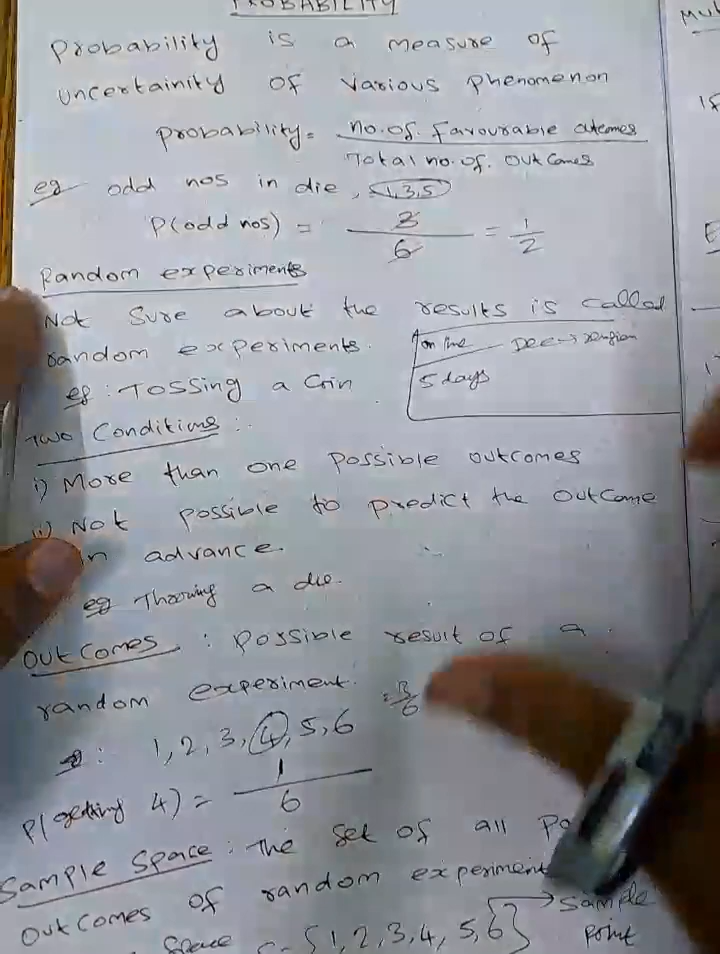 PROBABILITY
Probability is a measure of
uncertainity of various phenomenon
probability = no. of. favourable outcomes
Total no. of. outcomes
eg odd nos in die, 1,3,5
P(odd nos) = 3/6 = 1/2
Random experiments
Not sure about the results is called
random experiments.
eg : Tossing a coin
5 days
Two Conditions :
i) More than one possible outcomes
ii) Not possible to predict the outcome
in advance.
eg Throwing a die.
Outcomes : Possible result of a
random experiment.
= 3/6
eg : 1, 2, 3, 4, 5, 6
P(getting 4) = 1/6
Sample Space : The set of all Po
outcomes of random experiment
Space S = {1, 2, 3, 4, 5, 6} → Sample
point